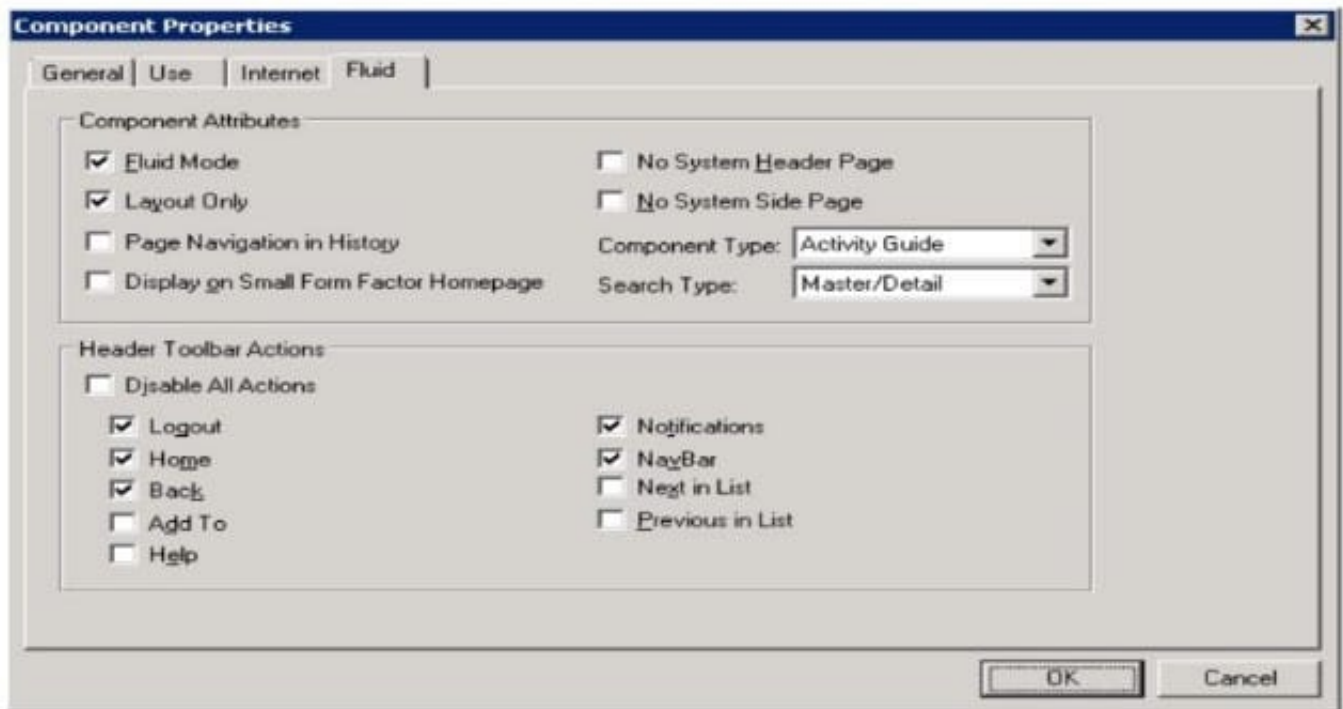 Component Properties
General Use Internet Fluid
Component Attributes
Fluid Mode
No System Header Page
Layout Only
No System Side Page
Page Navigation in History
Component Type: Activity Guide
Display on Small Form Factor Homepage
Search Type: Master/Detail
Header Toolbar Actions
Disable All Actions
Logout
Notifications
Home
NavBar
Back
Next in List
Add To
Previous in List
Help
OK Cancel